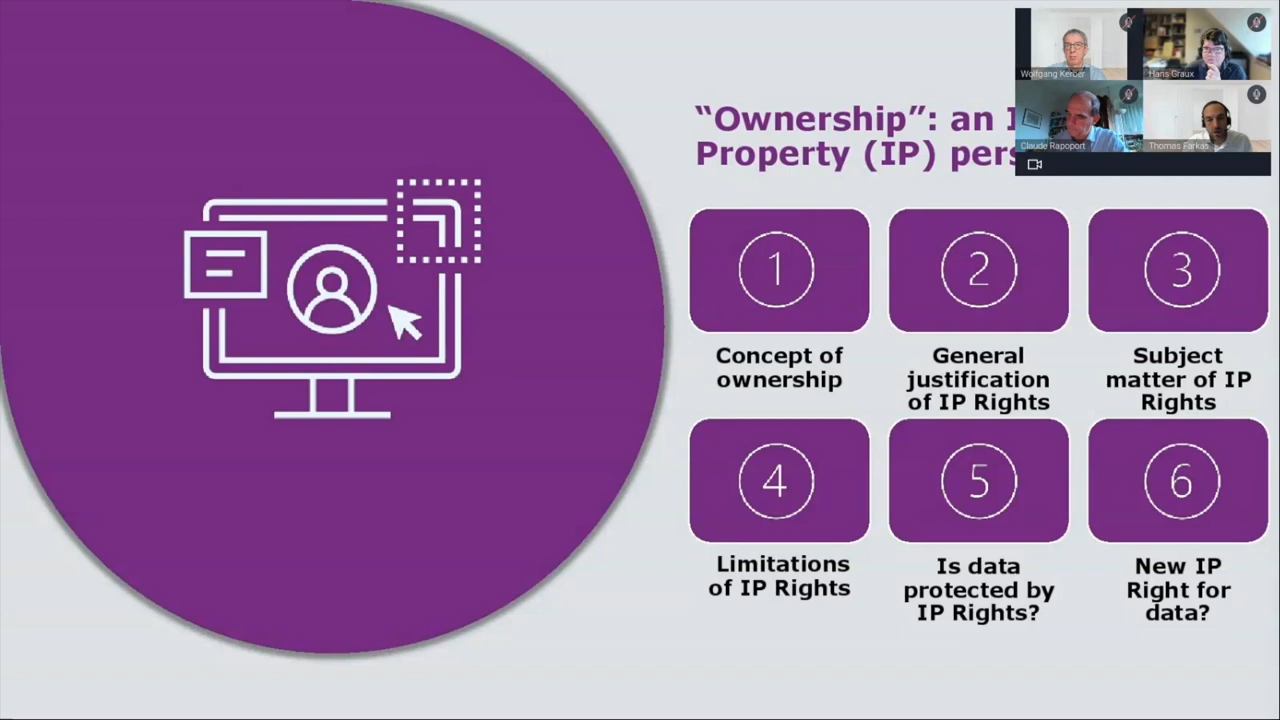 Wolfgang Kerber
Hans Graux
Claude Rapoport
Thomas Farkas
“Ownership”: an
Property (IP)
1
2
3
Concept of
ownership
General
justification
of IP Rights
Subject
matter of IP
Rights
4
5
6
Limitations
of IP Rights
Is data
protected by
IP Rights?
New IP
Right for
data?